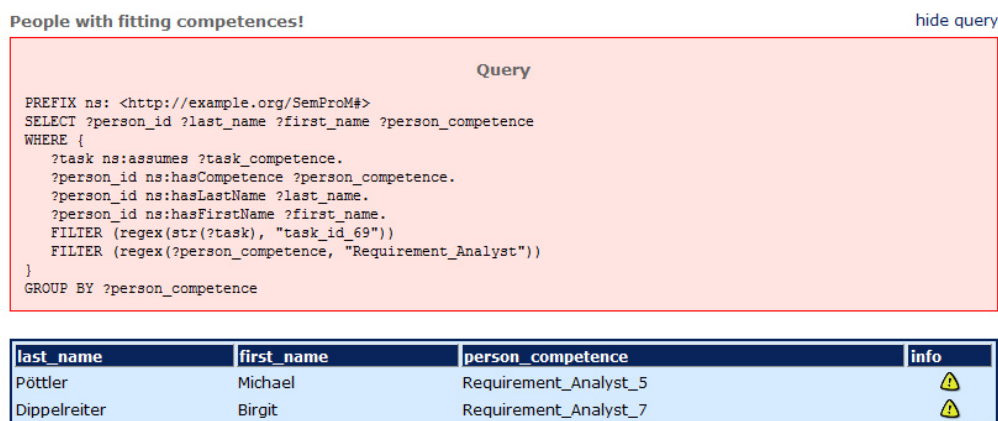 People with fitting competences!
hide query
Query
PREFIX ns: <http://example.org/SemProM#>
SELECT ?person_id ?last_name ?first_name ?person_competence
WHERE {
?task ns:assumes ?task_competence.
?person_id ns:hasCompetence ?person_competence.
?person_id ns:hasLastName ?last_name.
?person_id ns:hasFirstName ?first_name.
FILTER (regex(str(?task), "task_id_69"))
FILTER (regex(?person_competence, "Requirement_Analyst"))
}
GROUP BY ?person_competence
last_name first_name person_competence info
Pöttler Michael Requirement_Analyst_5
Dippelreiter Birgit Requirement_Analyst_7